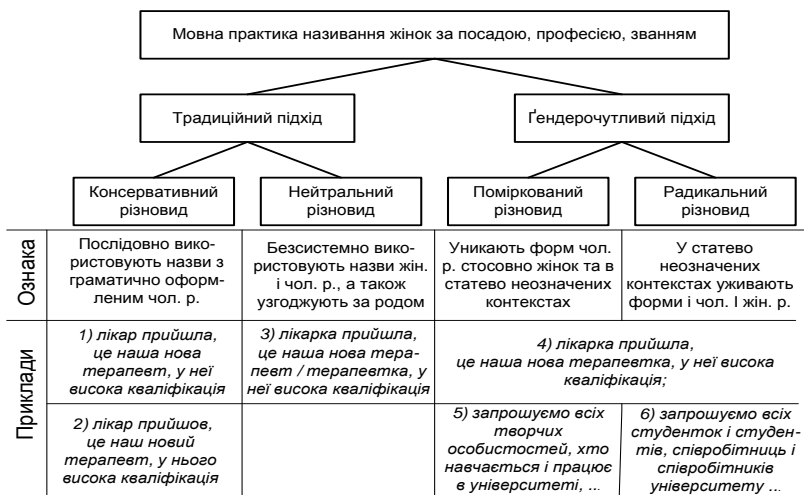 Мовна практика називання жінок за посадою, професією, званням
Традиційний підхід
Ґендерочутливий підхід
Консервативний
різновид
Нейтральний
різновид
Поміркований
різновид
Радикальний
різновид
Ознака
Послідовно вико-
ристовують назви з
граматично оформ-
леним чол. р.
Безсистемно вико-
ристовують назви жін.
і чол. р., а також
узгоджують за родом
Уникають форм чол.
р. стосовно жінок та в
статево неозначених
контекстах
У статево
неозначених
контекстах уживають
форми і чол. І жін. р.
Приклади
1) лікар прийшла,
це наша нова
терапевт, у неї
висока кваліфікація
3) лікарка прийшла,
це наша нова тера-
певт / терапевтка, у
неї висока кваліфікація
4) лікарка прийшла,
це наша нова терапевтка, у неї висока
кваліфікація;
2) лікар прийшов,
це наш новий
терапевт, у нього
висока кваліфікація
5) запрошуємо всіх
творчих
особистостей, хто
навчається і працює
в університеті, ...
6) запрошуємо всіх
студенток і студен-
тів, співробітниць і
співробітників
університету ...